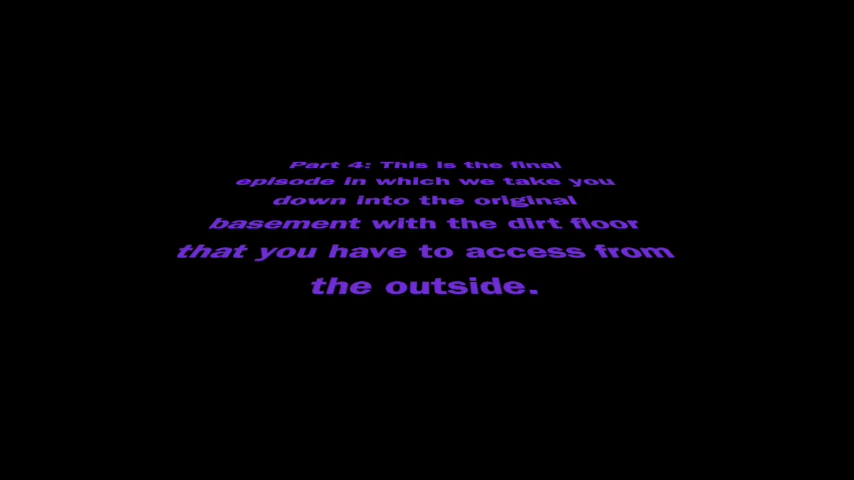 Part 4: This is the final
episode in which we take you
down into the original
basement with the dirt floor
that you have to access from
the outside.